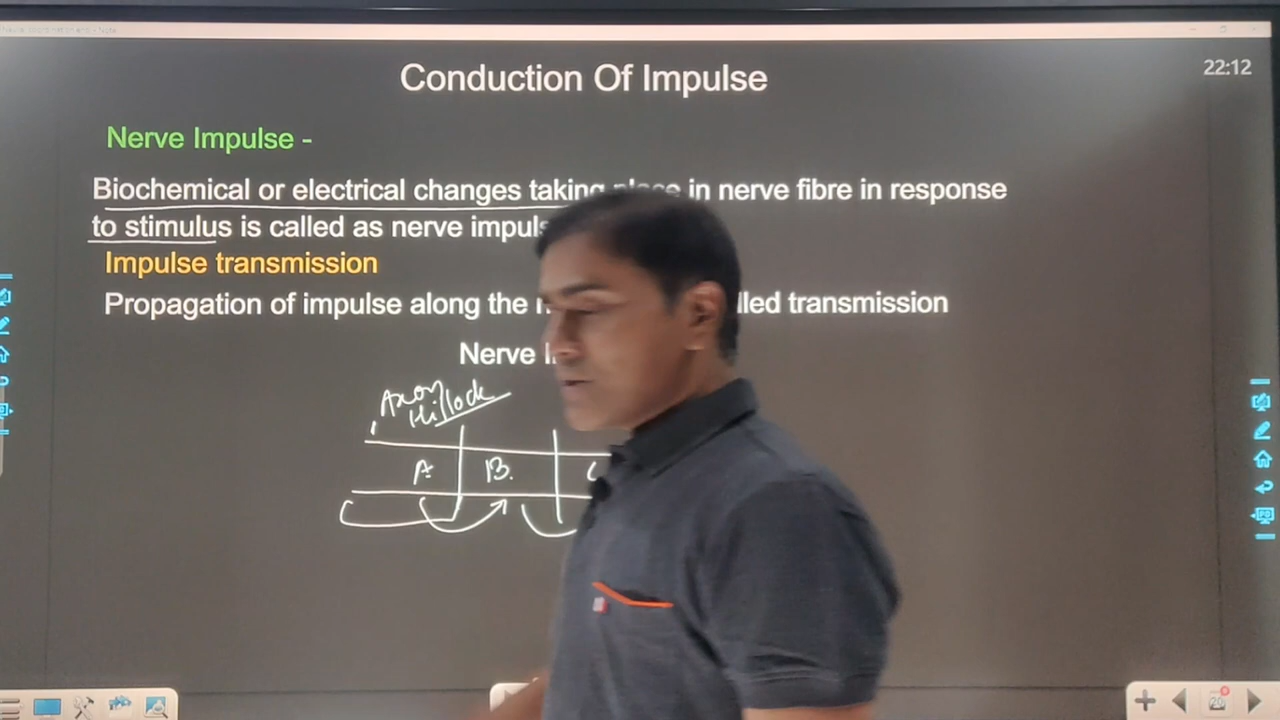 Conduction Of Impulse
22:12
Nerve Impulse -
Biochemical or electrical changes taking place in nerve fibre in response
to stimulus is called as nerve
Impulse transmission
Propagation of impulse along the transmission
Nerve
Axon
Hillock
A B.